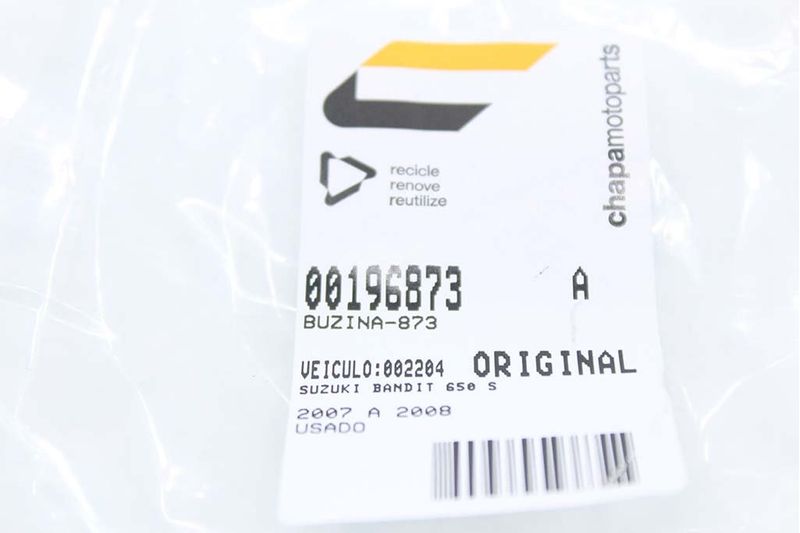 chapamotoparts
recicle
renove
reutilize
00196873 A
BUZINA-873
VEICULO:002204 ORIGINAL
SUZUKI BANDIT 650 S
2007 A 2008
USADO